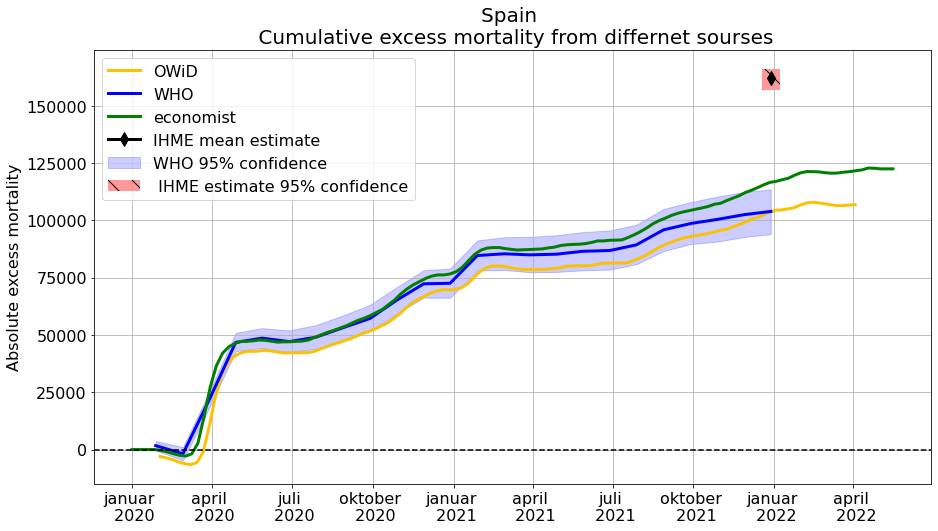 Spain
Cumulative excess mortality from differnet sourses
OWiD
WHO
economist
IHME mean estimate
WHO 95% confidence
IHME estimate 95% confidence
Absolute excess mortality
150000
125000
100000
75000
50000
25000
0
januar april juli oktober januar april juli oktober januar april
2020 2020 2020 2020 2021 2021 2021 2021 2022 2022